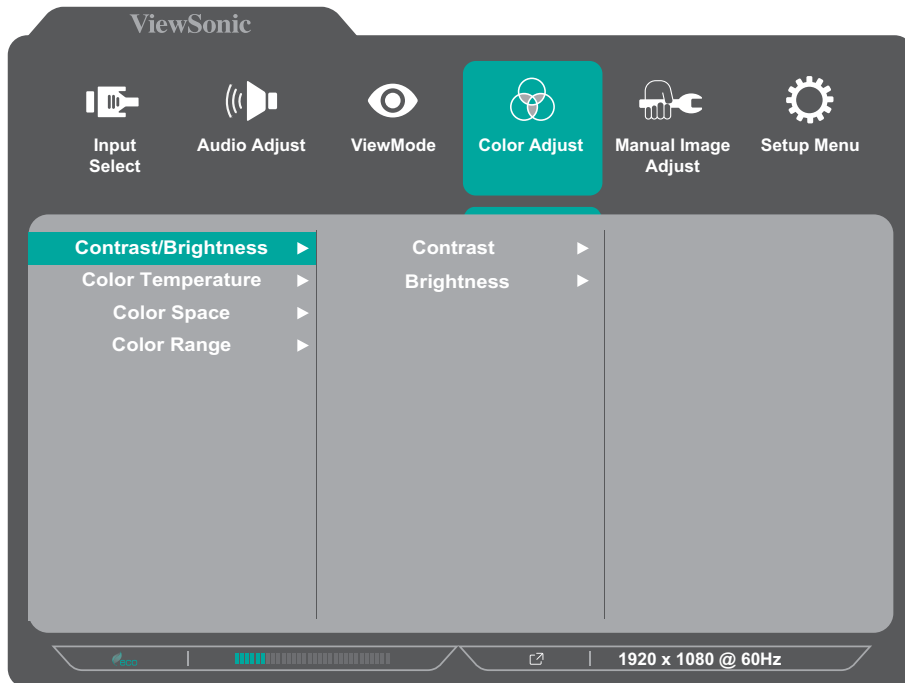 ViewSonic
Input
Select
Audio Adjust
ViewMode
Color Adjust
Manual Image
Adjust
Setup Menu
Contrast/Brightness
Color Temperature
Color Space
Color Range
Contrast
Brightness
eco
1920 x 1080 @ 60Hz